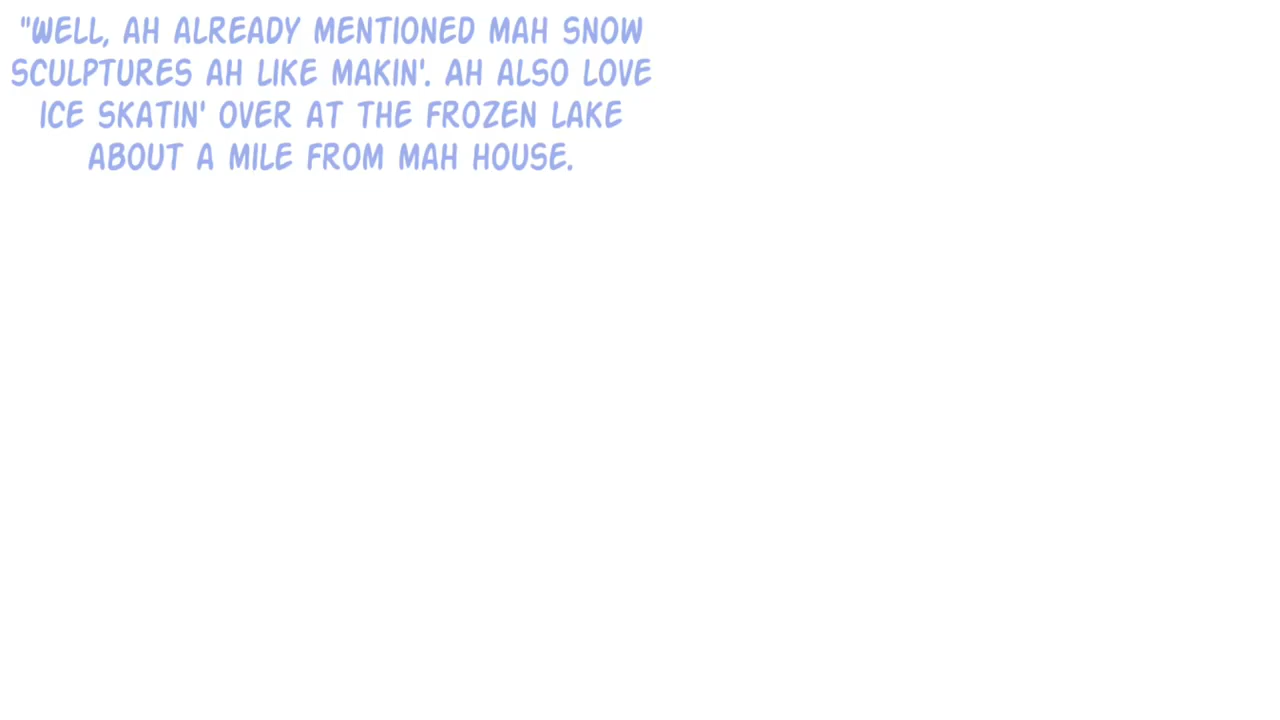 "WELL, AH ALREADY MENTIONED MAH SNOW
SCULPTURES AH LIKE MAKIN'. AH ALSO LOVE
ICE SKATIN' OVER AT THE FROZEN LAKE
ABOUT A MILE FROM MAH HOUSE.